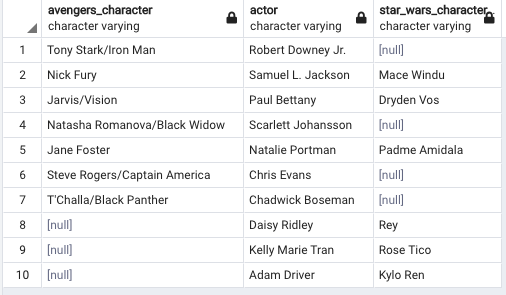 avengers_character actor star_wars_character
character varying character varying character varying
1 Tony Stark/Iron Man Robert Downey Jr. [null]
2 Nick Fury Samuel L. Jackson Mace Windu
3 Jarvis/Vision Paul Bettany Dryden Vos
4 Natasha Romanova/Black Widow Scarlett Johansson [null]
5 Jane Foster Natalie Portman Padme Amidala
6 Steve Rogers/Captain America Chris Evans [null]
7 T'Challa/Black Panther Chadwick Boseman [null]
8 [null] Daisy Ridley Rey
9 [null] Kelly Marie Tran Rose Tico
10 [null] Adam Driver Kylo Ren